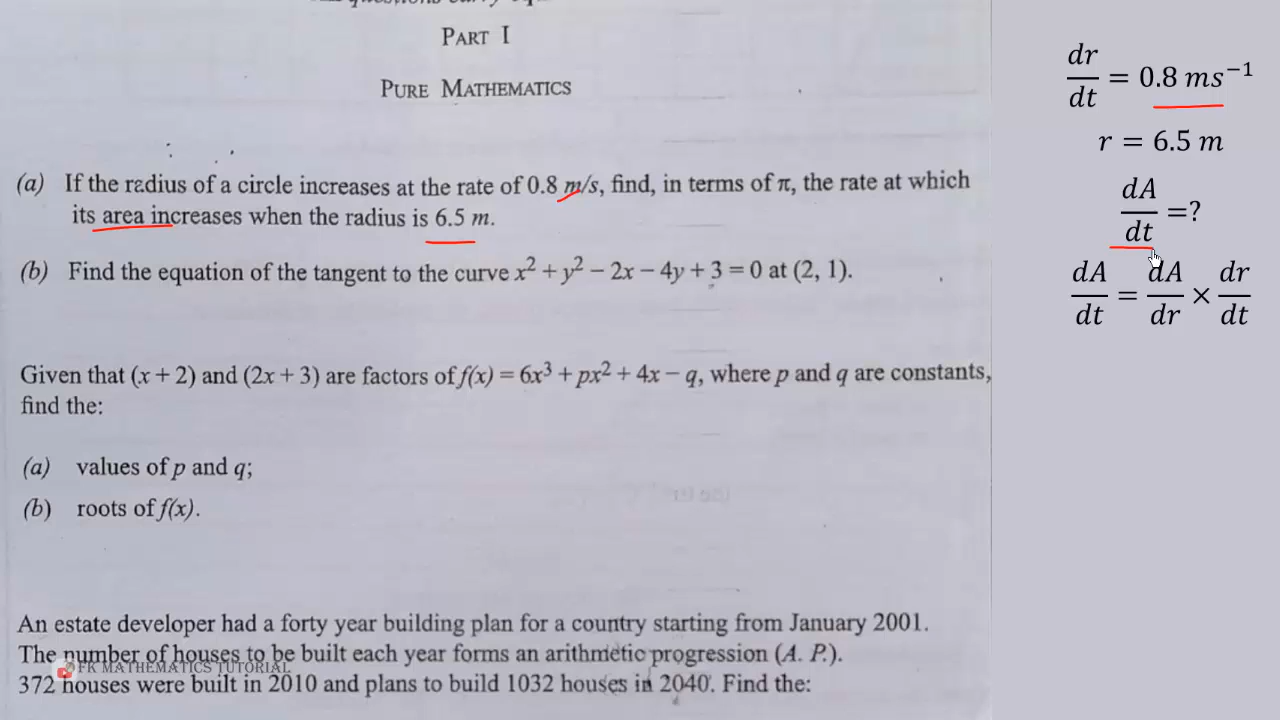 PART I
PURE MATHEMATICS
(a) If the radius of a circle increases at the rate of 0.8 m/s, find, in terms of π, the rate at which
its area increases when the radius is 6.5 m.
(b) Find the equation of the tangent to the curve x² + y² − 2x − 4y + 3 = 0 at (2, 1).
Given that (x + 2) and (2x + 3) are factors of f(x) = 6x³ + px² + 4x − q, where p and q are constants,
find the:
(a) values of p and q;
(b) roots of f(x).
An estate developer had a forty year building plan for a country starting from January 2001.
The number of houses to be built each year forms an arithmetic progression (A. P.).
FK MATHEMATICS TUTORIAL
372 houses were built in 2010 and plans to build 1032 houses in 2040. Find the:
dr/dt = 0.8 ms⁻¹
r = 6.5 m
dA/dt =?
dA/dt = dA/dr × dr/dt